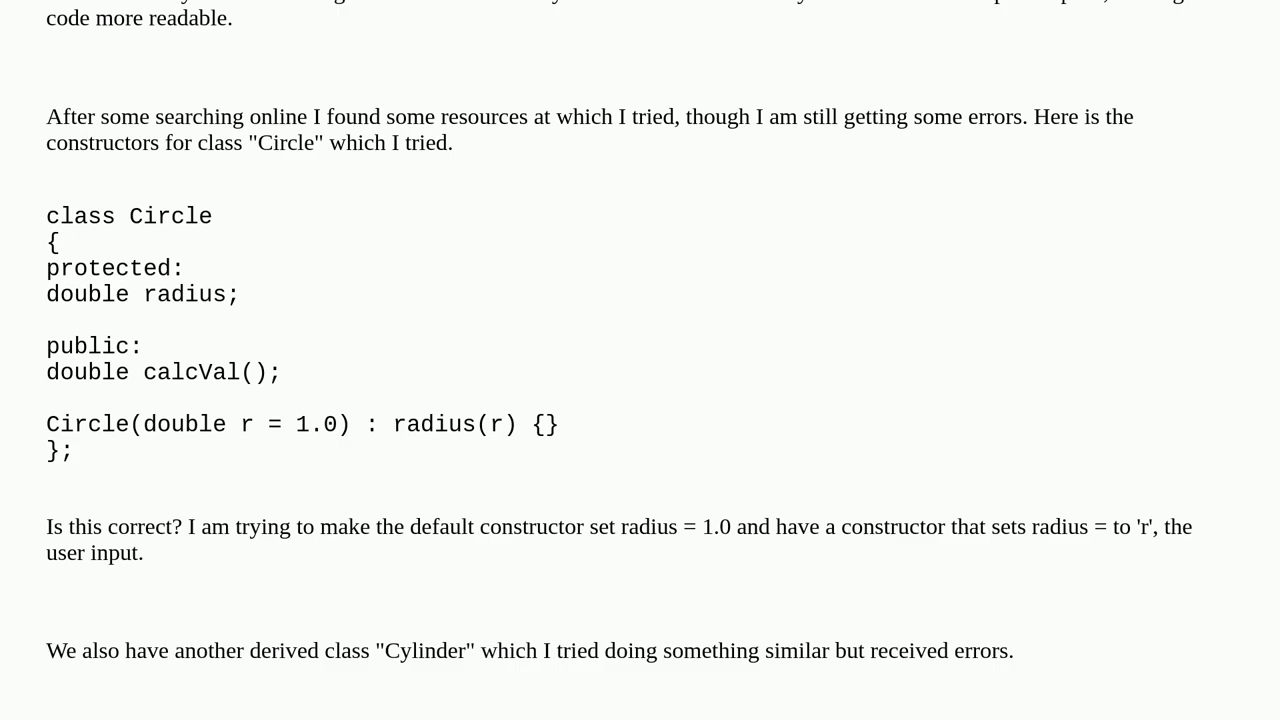 code more readable.
After some searching online I found some resources at which I tried, though I am still getting some errors. Here is the
constructors for class "Circle" which I tried.
class Circle
{
protected:
double radius;
public:
double calcVal();
Circle(double r = 1.0) : radius(r) {}
};
Is this correct? I am trying to make the default constructor set radius = 1.0 and have a constructor that sets radius = to 'r', the
user input.
We also have another derived class "Cylinder" which I tried doing something similar but received errors.